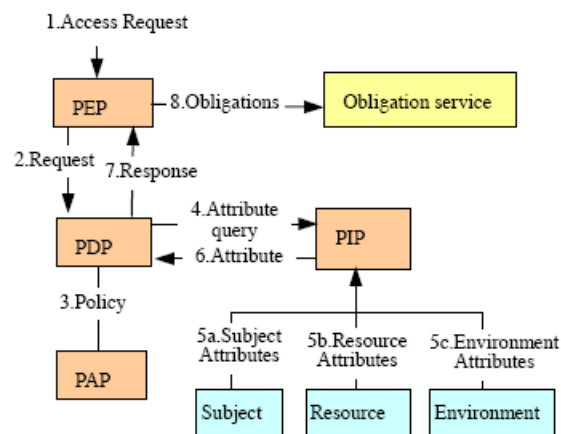 1.Access Request
PEP
8.Obligations
Obligation service
2.Request
7.Response
4.Attribute
query
PDP
PIP
6.Attribute
3.Policy
5a.Subject
Attributes
5b.Resource
Attributes
5c.Environment
Attributes
PAP
Subject
Resource
Environment